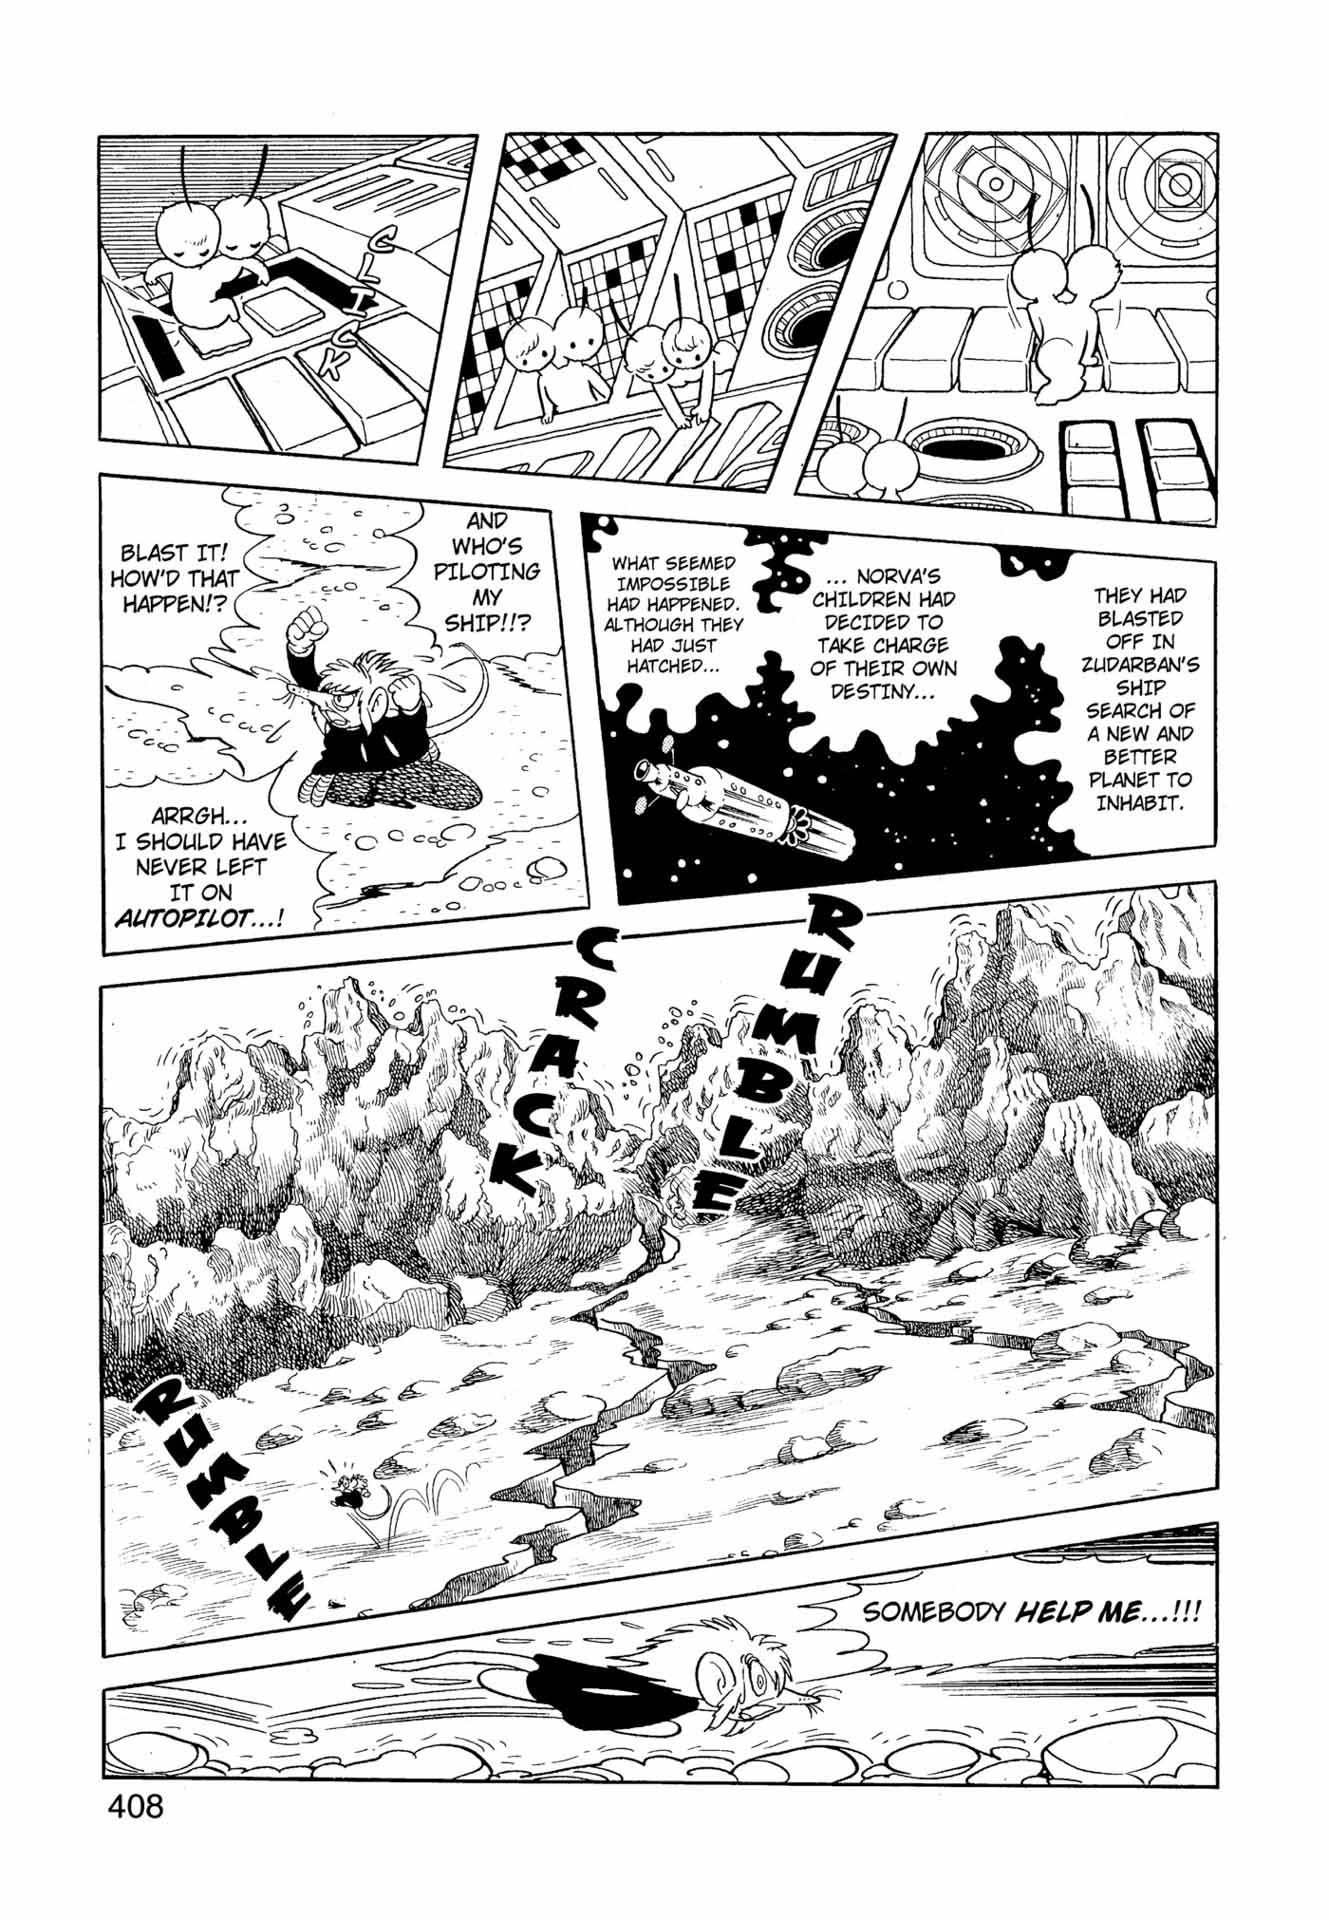 CLICK
BLAST IT!
HOW'D THAT
HAPPEN!?
AND
WHO'S
PILOTING
MY
SHIP!!?
ARRGH...
I SHOULD HAVE
NEVER LEFT
IT ON
AUTOPILOT...!
WHAT SEEMED
IMPOSSIBLE
HAD HAPPENED.
ALTHOUGH THEY
HAD JUST
HATCHED...
... NORVA'S
CHILDREN HAD
DECIDED TO
TAKE CHARGE
OF THEIR OWN
DESTINY...
THEY HAD
BLASTED
OFF IN
ZUDARBAN'S
SHIP
SEARCH OF
A NEW AND
BETTER
PLANET TO
INHABIT.
CRACK
RUMBLE
RUMBLE
SOMEBODY HELP ME...!!!
408